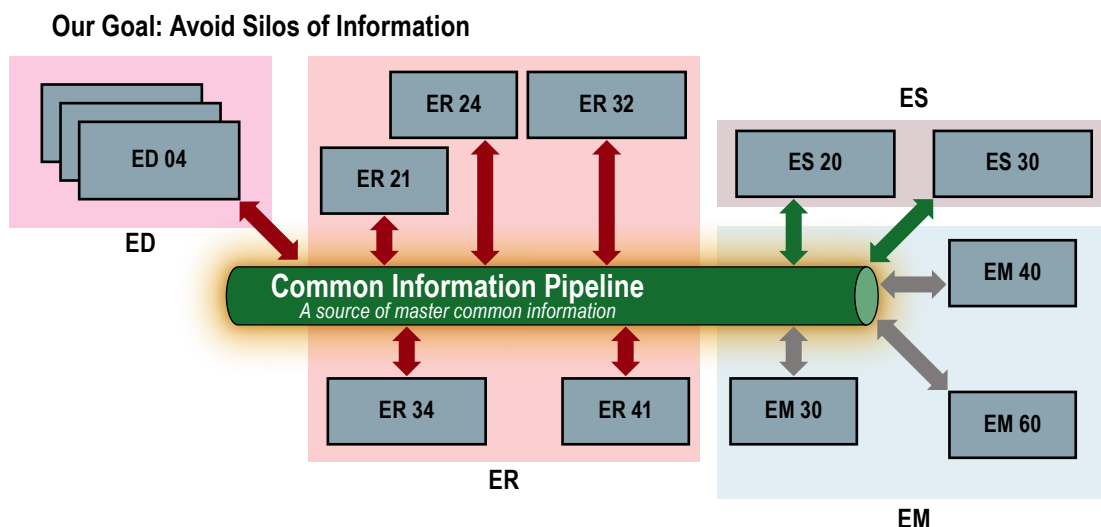 Our Goal: Avoid Silos of Information
ED 04
ED
ER 21
ER 24
ER 32
ES
ES 20
ES 30
Common Information Pipeline
A source of master common information
EM 40
ER 34
ER 41
EM 30
EM 60
ER
EM